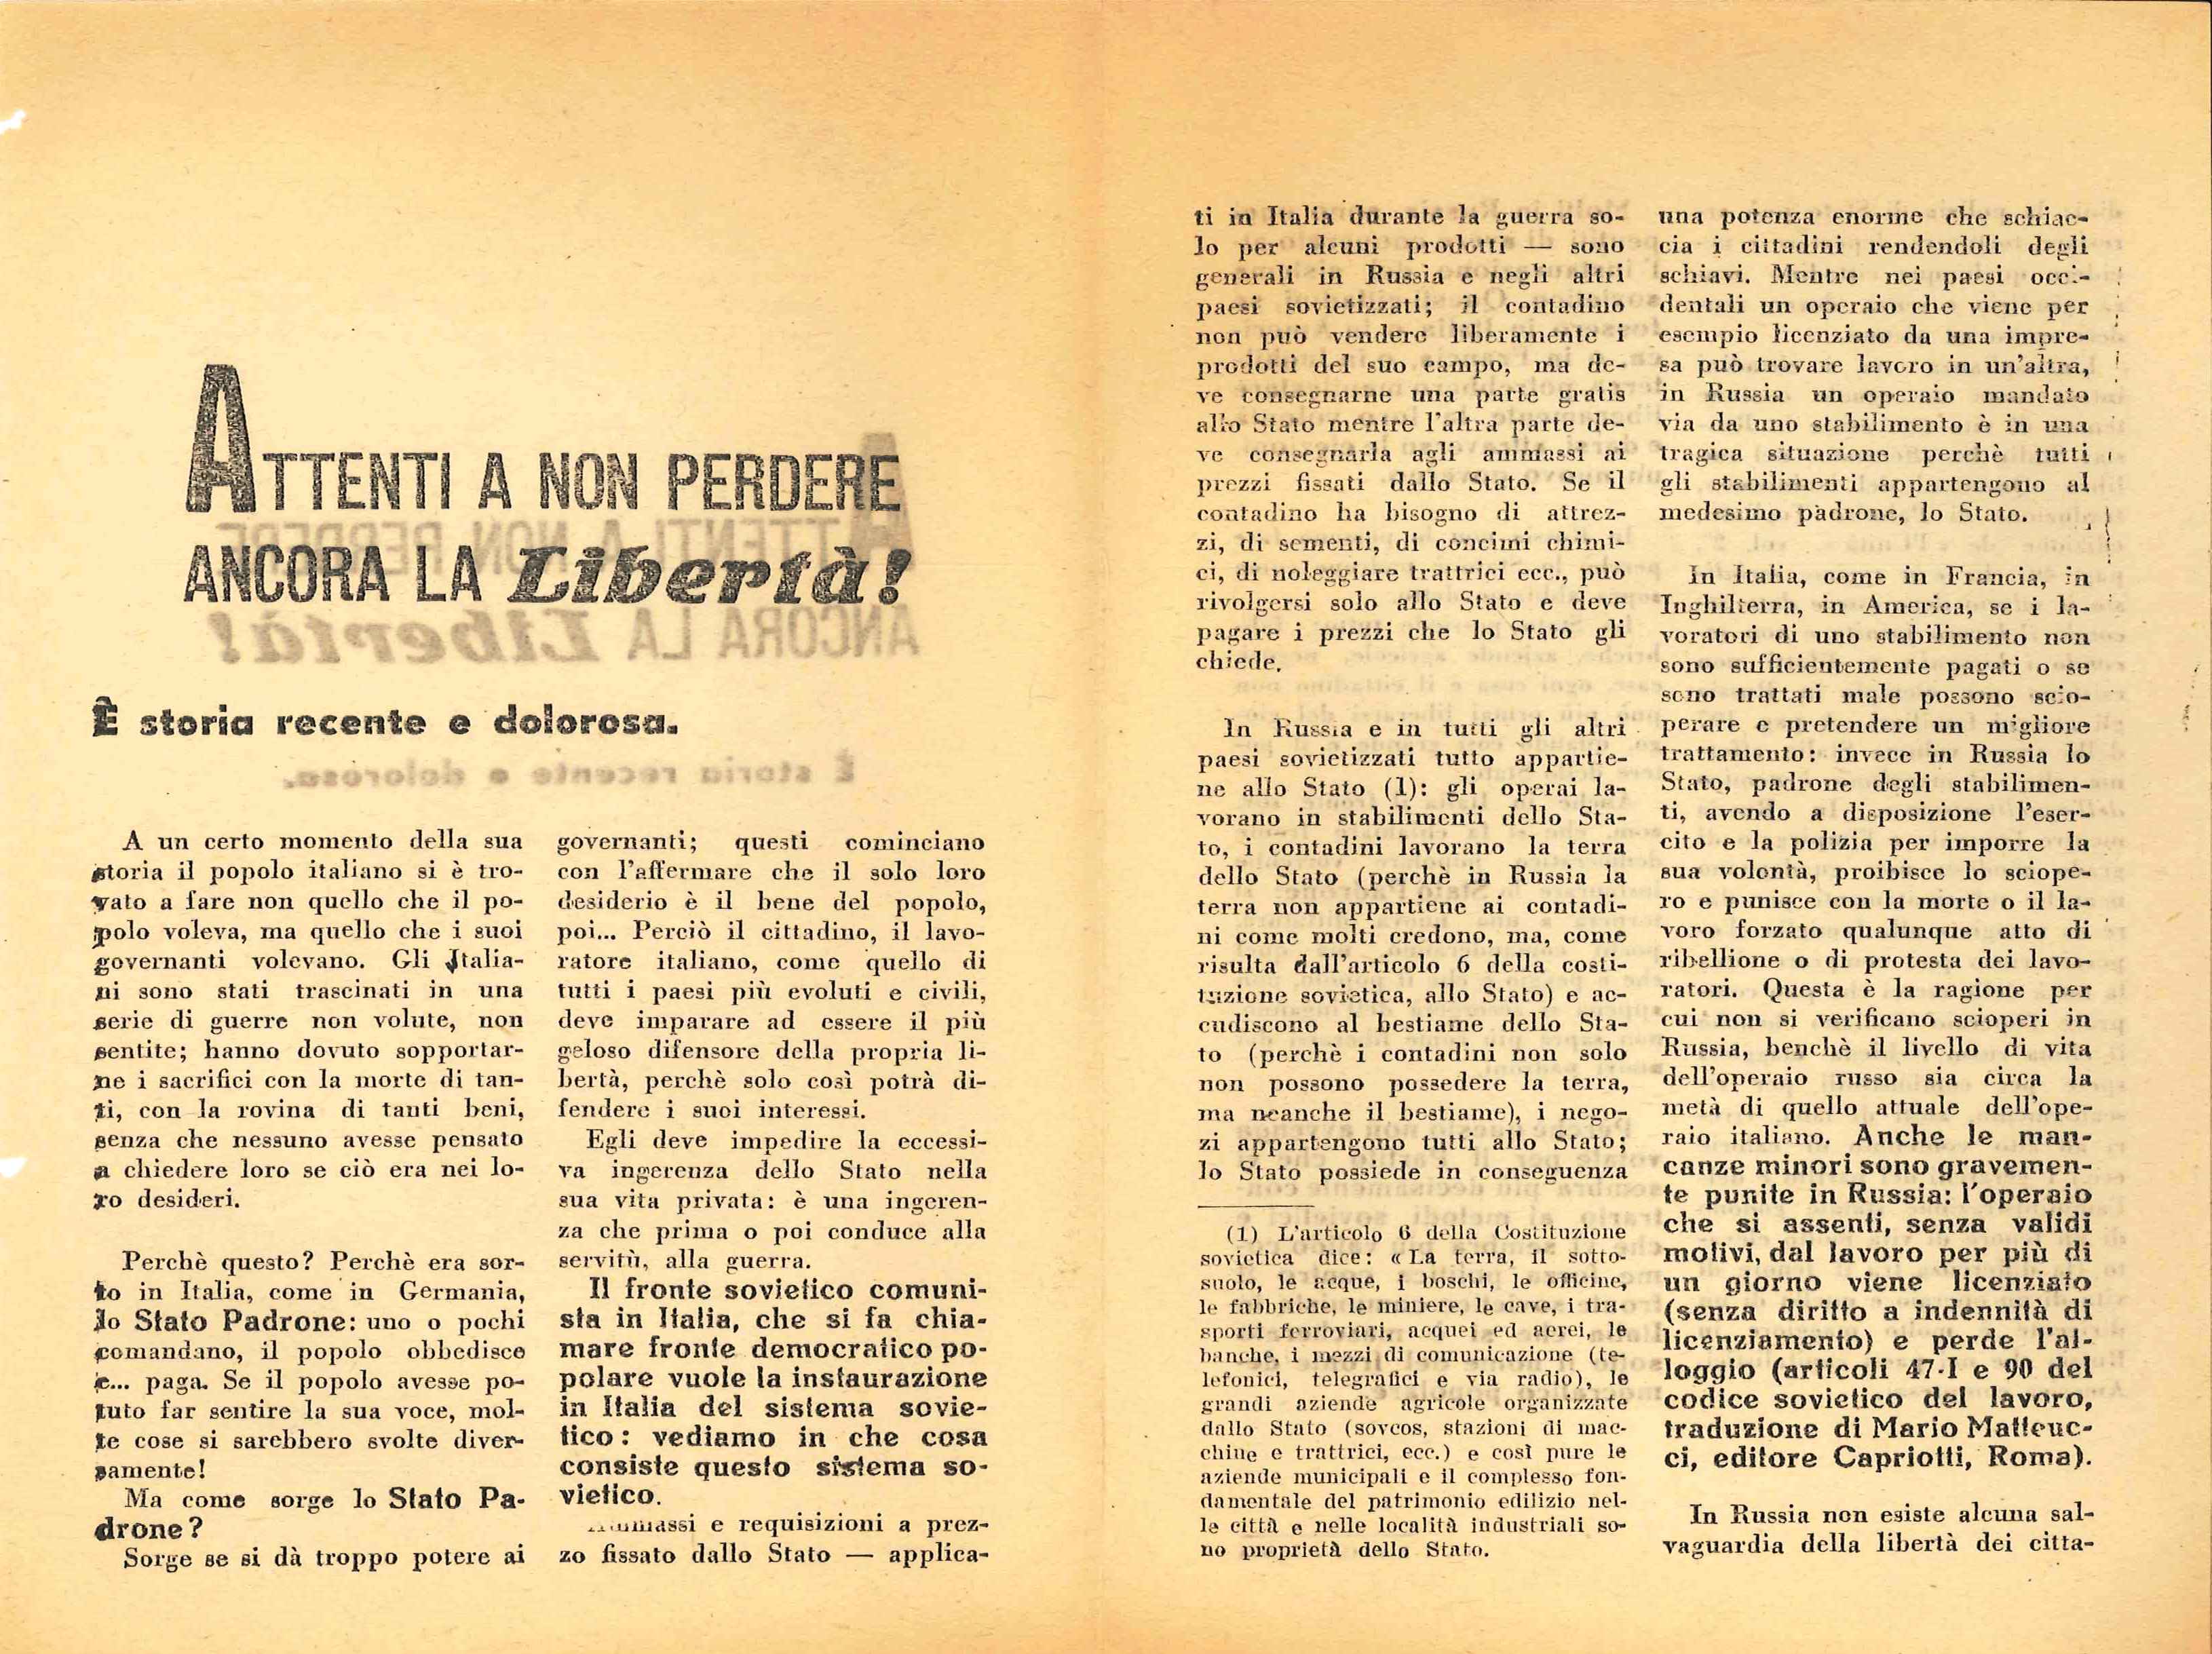 ATTENTI A NON PERDERE
ANCORA LA Libertà!
È storia recente e dolorosa.
A un certo momento della sua
storia il popolo italiano si è tro-
vato a fare non quello che il po-
polo voleva, ma quello che i suoi
governanti volevano. Gli Italia-
ni sono stati trascinati in una
serie di guerre non volute, non
sentite; hanno dovuto sopportar-
ne i sacrifici con la morte di tan-
ti, con la rovina di tanti beni,
senza che nessuno avesse pensato
a chiedere loro se ciò era nei lo-
ro desideri.
Perchè questo? Perchè era sor-
to in Italia, come in Germania,
lo Stato Padrone: uno o pochi
comandano, il popolo obbedisce
e... paga. Se il popolo avesse po-
tuto far sentire la sua voce, mol-
te cose si sarebbero svolte diver-
samente!
Ma come sorge lo Stato Pa-
drone?
Sorge se si dà troppo potere ai
governanti; questi cominciano
con l'affermare che il solo loro
desiderio è il bene del popolo,
poi... Perciò il cittadino, il lavo-
ratore italiano, come quello di
tutti i paesi più evoluti e civili,
deve imparare ad essere il più
geloso difensore della propria li-
bertà, perchè solo così potrà di-
fendere i suoi interessi.
Egli deve impedire la eccessi-
va ingerenza dello Stato nella
sua vita privata: è una ingeren-
za che prima o poi conduce alla
servitù, alla guerra.
Il fronte sovietico comuni-
sta in Italia, che si fa chia-
mare fronte democratico po-
polare vuole la instaurazione
in Italia del sistema sovie-
tico: vediamo in che cosa
consiste questo sistema so-
vietico.
Ammassi e requisizioni a prez-
zo fissato dallo Stato — applica-
ti in Italia durante la guerra so-
lo per alcuni prodotti — sono
generali in Russia e negli altri
paesi sovietizzati; il contadino
non può vendere liberamente i
prodotti del suo campo, ma de-
ve consegnarne una parte gratis
allo Stato mentre l'altra parte de-
ve consegnarla agli ammassi ai
prezzi fissati dallo Stato. Se il
contadino ha bisogno di attrez-
zi, di sementi, di concimi chimi-
ci, di noleggiare trattrici ecc., può
rivolgersi solo allo Stato e deve
pagare i prezzi che lo Stato gli
chiede.
In Russia e in tutti gli altri
paesi sovietizzati tutto appartie-
ne allo Stato (1): gli operai la-
vorano in stabilimenti dello Sta-
to, i contadini lavorano la terra
dello Stato (perchè in Russia la
terra non appartiene ai contadi-
ni come molti credono, ma, come
risulta dall'articolo 6 della costi-
tuzione sovietica, allo Stato) e ac-
cudiscono al bestiame dello Sta-
to (perchè i contadini non solo
non possono possedere la terra,
ma neanche il bestiame), i nego-
zi appartengono tutti allo Stato;
lo Stato possiede in conseguenza
(1) L'articolo 6 della Costituzione
sovietica dice: « La terra, il sotto-
suolo, le acque, i boschi, le officine,
le fabbriche, le miniere, le cave, i tra-
sporti ferroviari, acquei ed aerei, le
banche, i mezzi di comunicazione (te-
lefonici, telegrafici e via radio), le
grandi aziende agricole organizzate
dallo Stato (sovcos, stazioni di mac-
chine e trattrici, ecc.) e così pure le
aziende municipali e il complesso fon-
damentale del patrimonio edilizio nel-
le città e nelle località industriali so-
no proprietà dello Stato.
una potenza enorme che schiac-
cia i cittadini rendendoli degli
schiavi. Mentre nei paesi occi-
dentali un operaio che viene per
esempio licenziato da una impre-
sa può trovare lavoro in un'altra,
in Russia un operaio mandato
via da uno stabilimento è in una
tragica situazione perchè tutti
gli stabilimenti appartengono al
medesimo padrone, lo Stato.
In Italia, come in Francia, in
Inghilterra, in America, se i la-
voratori di uno stabilimento non
sono sufficientemente pagati o se
sono trattati male possono scio-
perare e pretendere un migliore
trattamento: invece in Russia lo
Stato, padrone degli stabilimen-
ti, avendo a disposizione l'eser-
cito e la polizia per imporre la
sua volontà, proibisce lo sciope-
ro e punisce con la morte o il la-
voro forzato qualunque atto di
ribellione o di protesta dei lavo-
ratori. Questa è la ragione per
cui non si verificano scioperi in
Russia, benchè il livello di vita
dell'operaio russo sia circa la
metà di quello attuale dell'ope-
raio italiano. Anche le man-
canze minori sono gravemen-
te punite in Russia: l'operaio
che si assenti, senza validi
motivi, dal lavoro per più di
un giorno viene licenziato
(senza diritto a indennità di
licenziamento) e perde l'al-
loggio (articoli 47-I e 90 del
codice sovietico del lavoro,
traduzione di Mario Matteuc-
ci, editore Capriotti, Roma).
In Russia non esiste alcuna sal-
vaguardia della libertà dei citta-